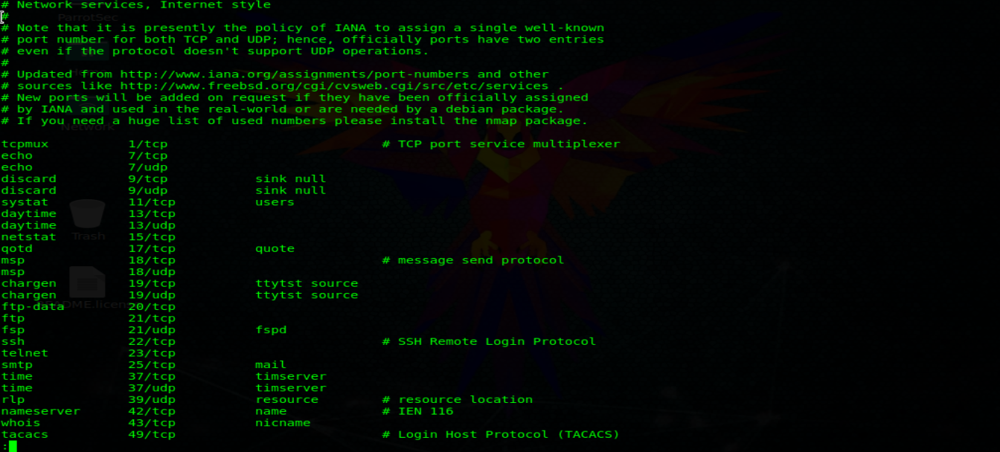 # Network services, Internet style
#
# Note that it is presently the policy of IANA to assign a single well-known
# port number for both TCP and UDP; hence, officially ports have two entries
# even if the protocol doesn't support UDP operations.
#
# Updated from http://www.iana.org/assignments/port-numbers and other
# sources like http://www.freebsd.org/cgi/cvsweb.cgi/src/etc/services .
# New ports will be added on request if they have been officially assigned
# by IANA and used in the real-world or are needed by a debian package.
# If you need a huge list of used numbers please install the nmap package.
tcpmux 1/tcp # TCP port service multiplexer
echo 7/tcp
echo 7/udp
discard 9/tcp sink null
discard 9/udp sink null
systat 11/tcp users
daytime 13/tcp
daytime 13/udp
netstat 15/tcp
qotd 17/tcp quote
msp 18/tcp # message send protocol
msp 18/udp
chargen 19/tcp ttytst source
chargen 19/udp ttytst source
ftp-data 20/tcp
ftp 21/tcp
fsp 21/udp fspd
ssh 22/tcp # SSH Remote Login Protocol
telnet 23/tcp
smtp 25/tcp mail
time 37/tcp timserver
time 37/udp timserver
rlp 39/udp resource # resource location
nameserver 42/tcp name # IEN 116
whois 43/tcp nicname
tacacs 49/tcp # Login Host Protocol (TACACS)
:
ParrotSec
Network
Trash